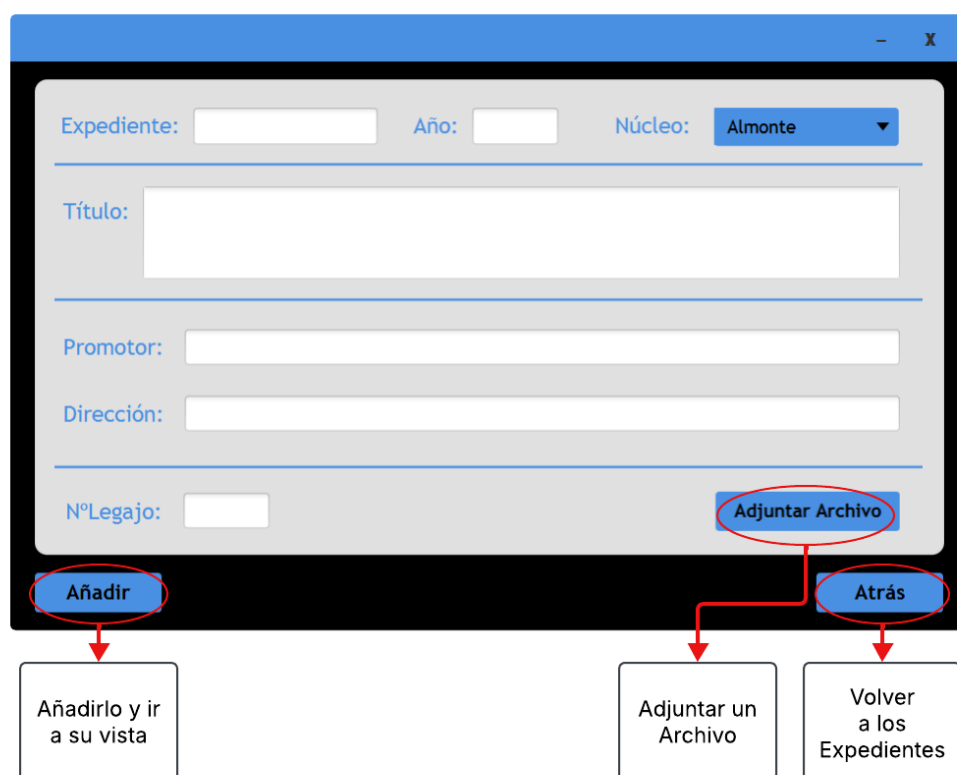 – X
Expediente: Año: Núcleo: Almonte
Título:
Promotor:
Dirección:
NºLegajo: Adjuntar Archivo
Añadir Atrás
Añadirlo y ir
a su vista
Adjuntar un
Archivo
Volver
a los
Expedientes